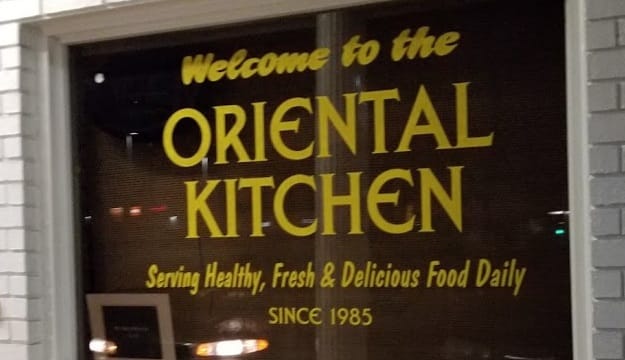 Welcome to the
ORIENTAL
KITCHEN
Serving Healthy, Fresh & Delicious Food Daily
SINCE 1985